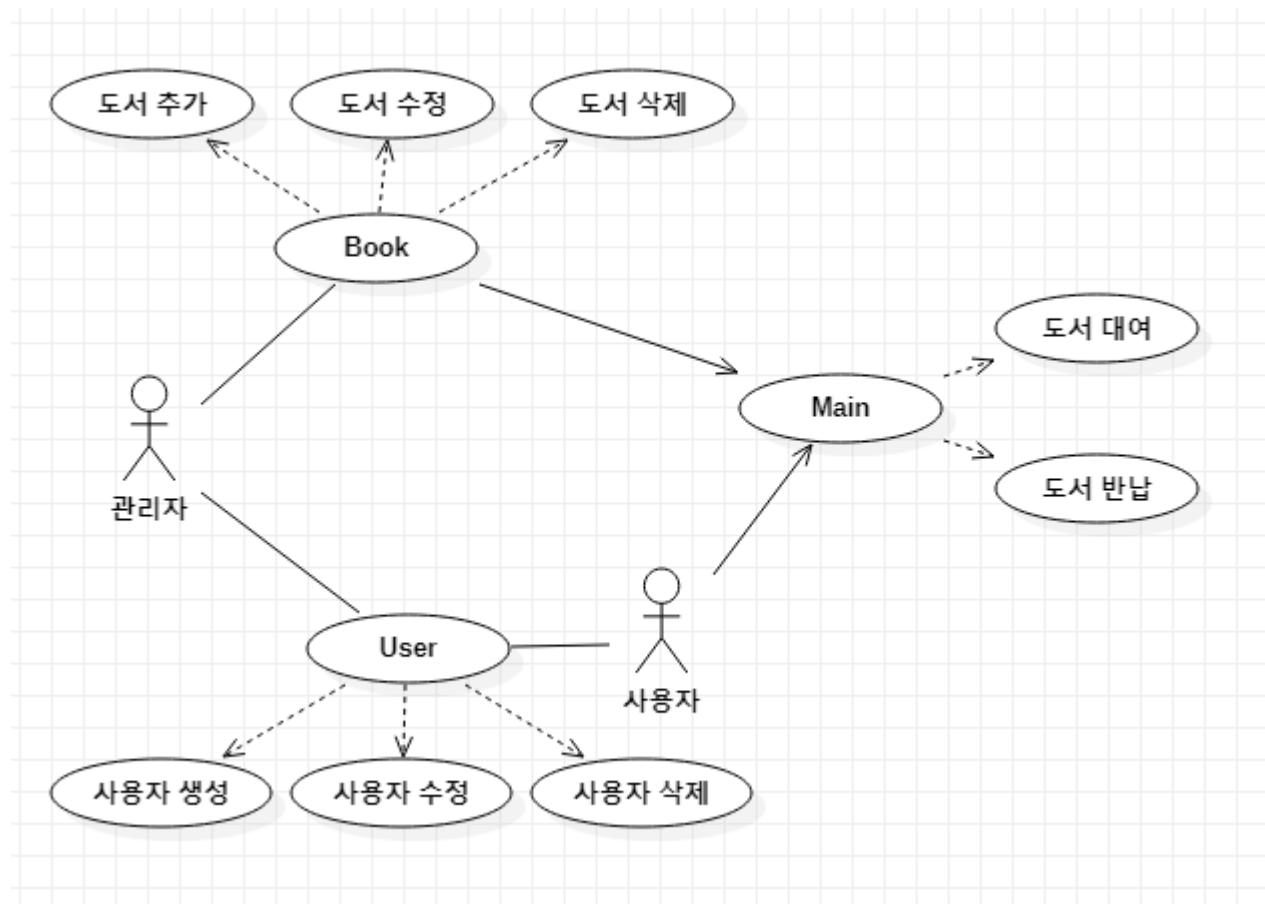 도서 추가
도서 수정
도서 삭제
Book
도서 대여
Main
도서 반납
관리자
User
사용자
사용자 생성
사용자 수정
사용자 삭제